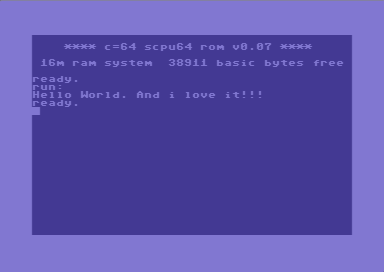 **** c=64 scpu64 rom v0.07 ****
16m ram system  38911 basic bytes free
ready.
run:
Hello World. And i love it!!!
ready.